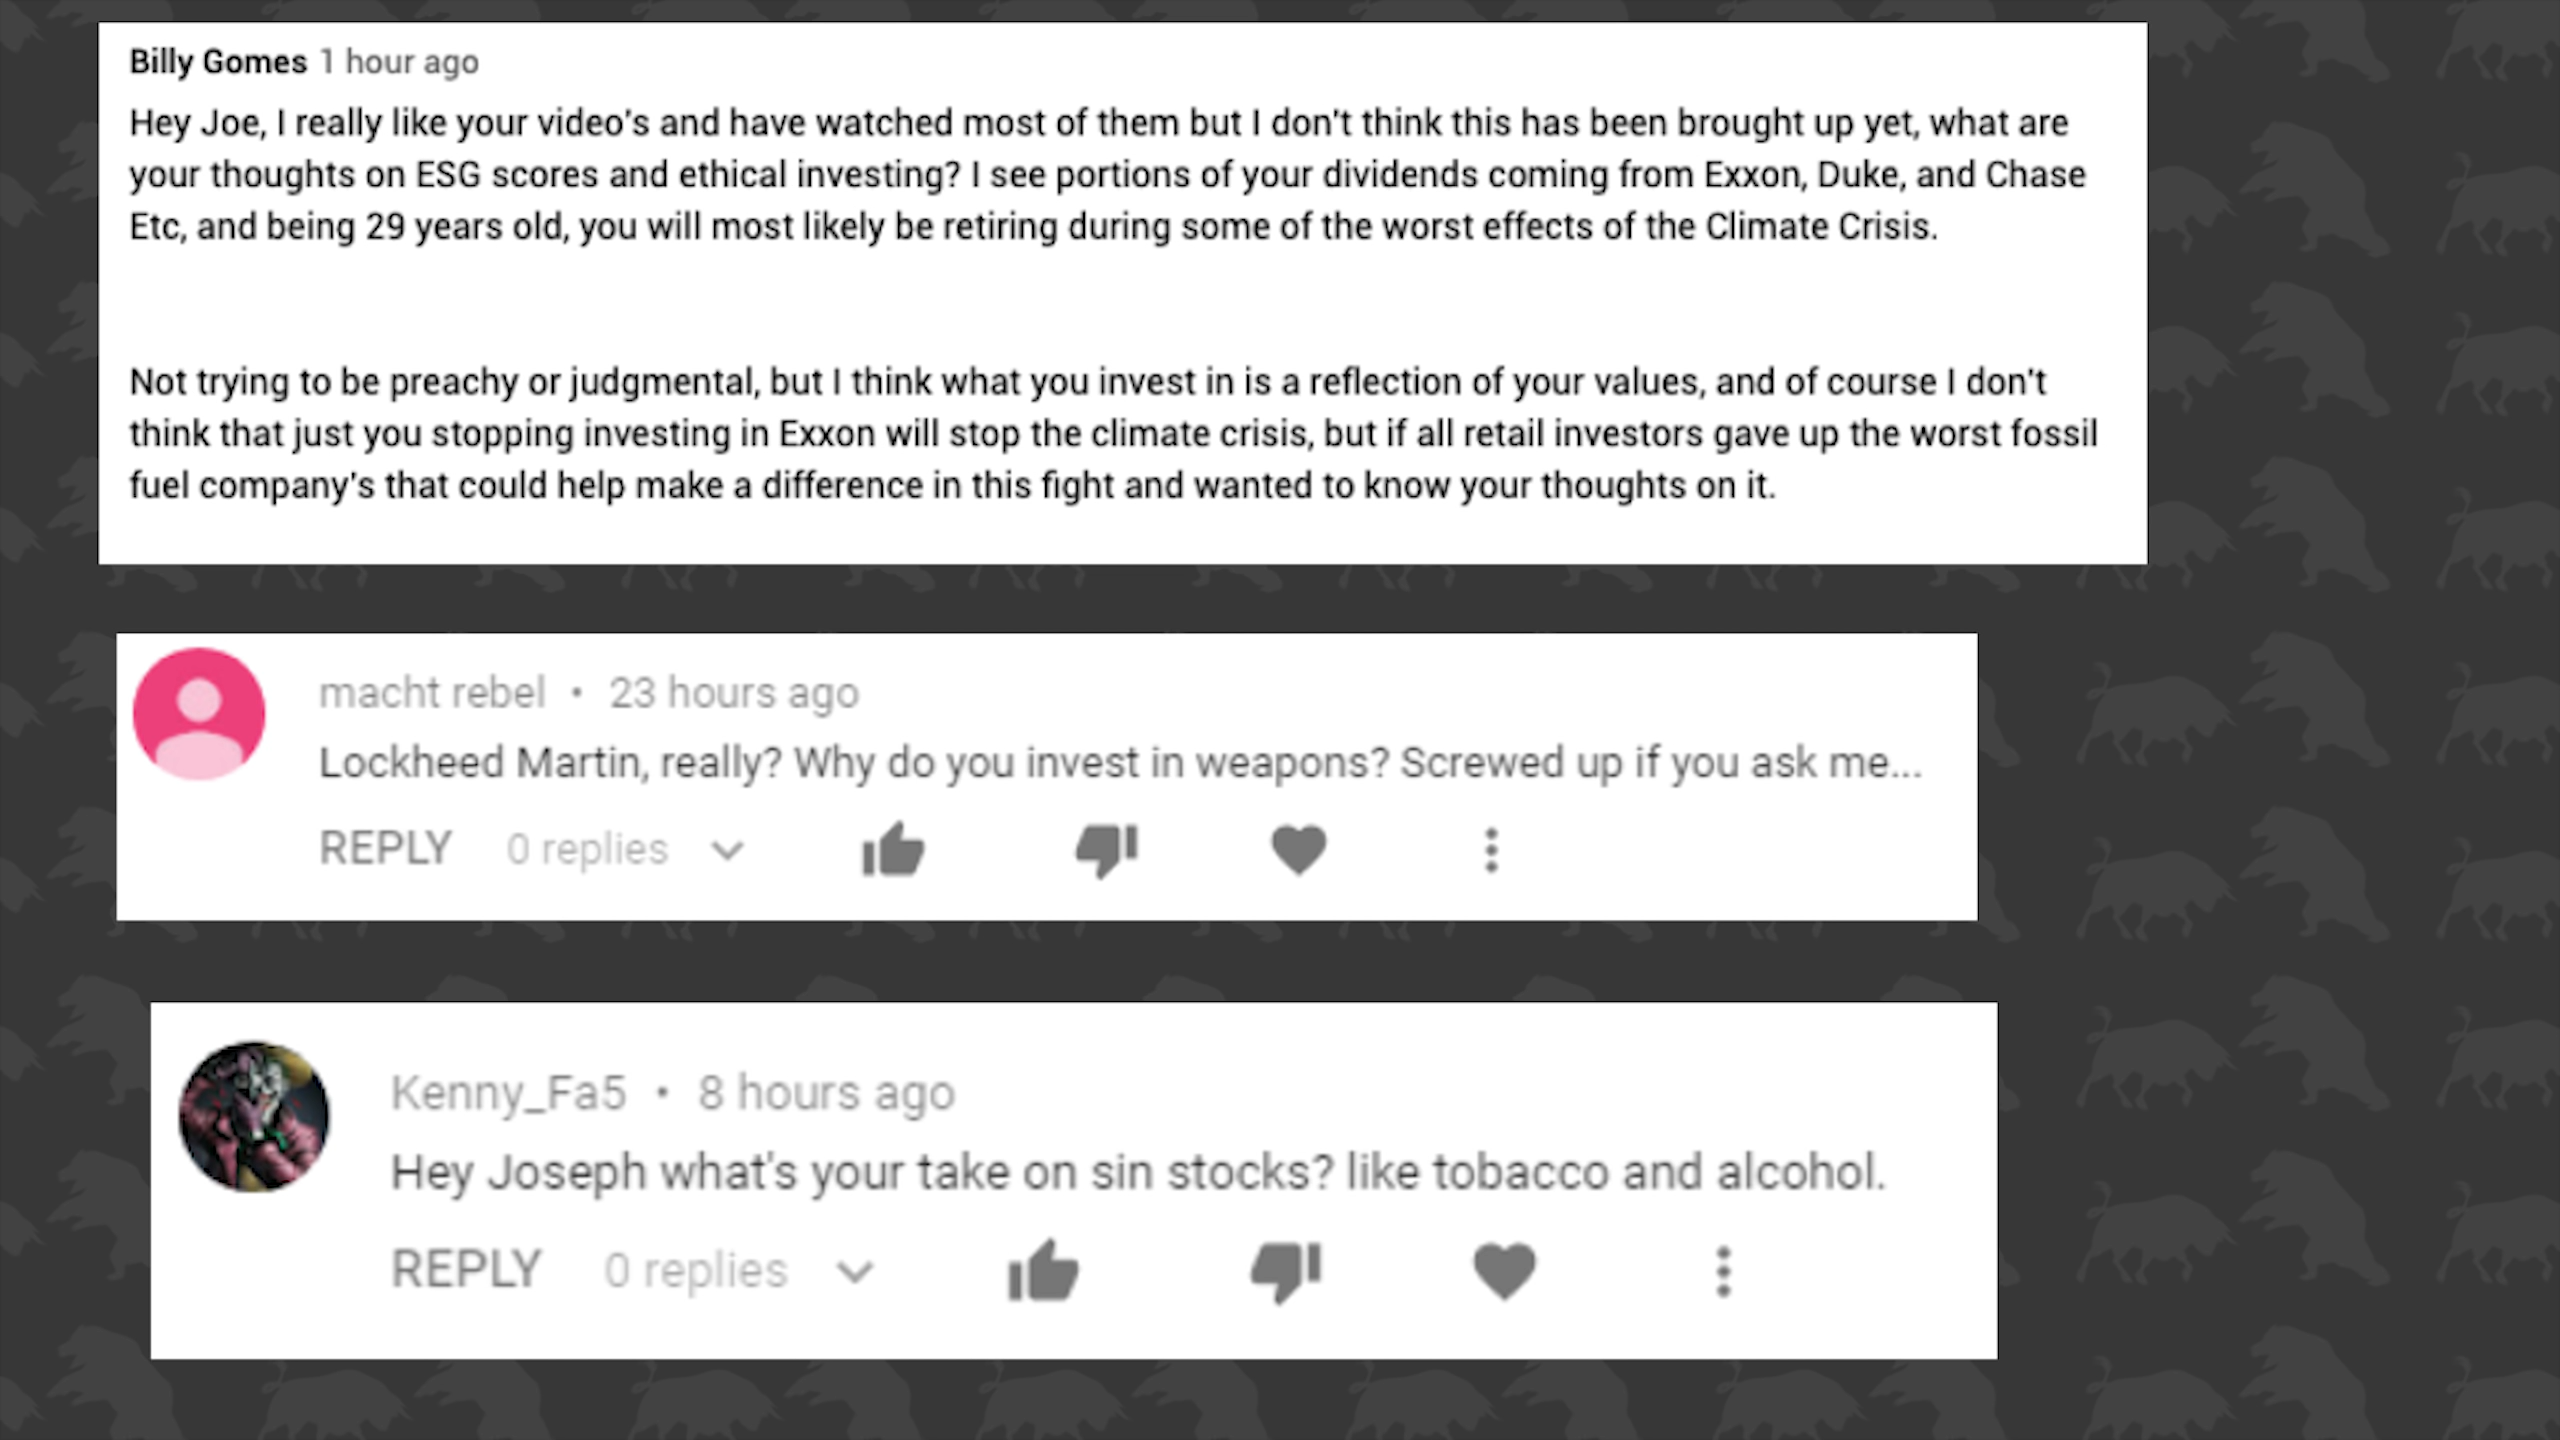 Billy Gomes 1 hour ago
Hey Joe, I really like your video's and have watched most of them but I don't think this has been brought up yet, what are
your thoughts on ESG scores and ethical investing? I see portions of your dividends coming from Exxon, Duke, and Chase
Etc, and being 29 years old, you will most likely be retiring during some of the worst effects of the Climate Crisis.
Not trying to be preachy or judgmental, but I think what you invest in is a reflection of your values, and of course I don't
think that just you stopping investing in Exxon will stop the climate crisis, but if all retail investors gave up the worst fossil
fuel company's that could help make a difference in this fight and wanted to know your thoughts on it.
macht rebel • 23 hours ago
Lockheed Martin, really? Why do you invest in weapons? Screwed up if you ask me...
REPLY 0 replies
Kenny_Fa5 • 8 hours ago
Hey Joseph what's your take on sin stocks? like tobacco and alcohol.
REPLY 0 replies